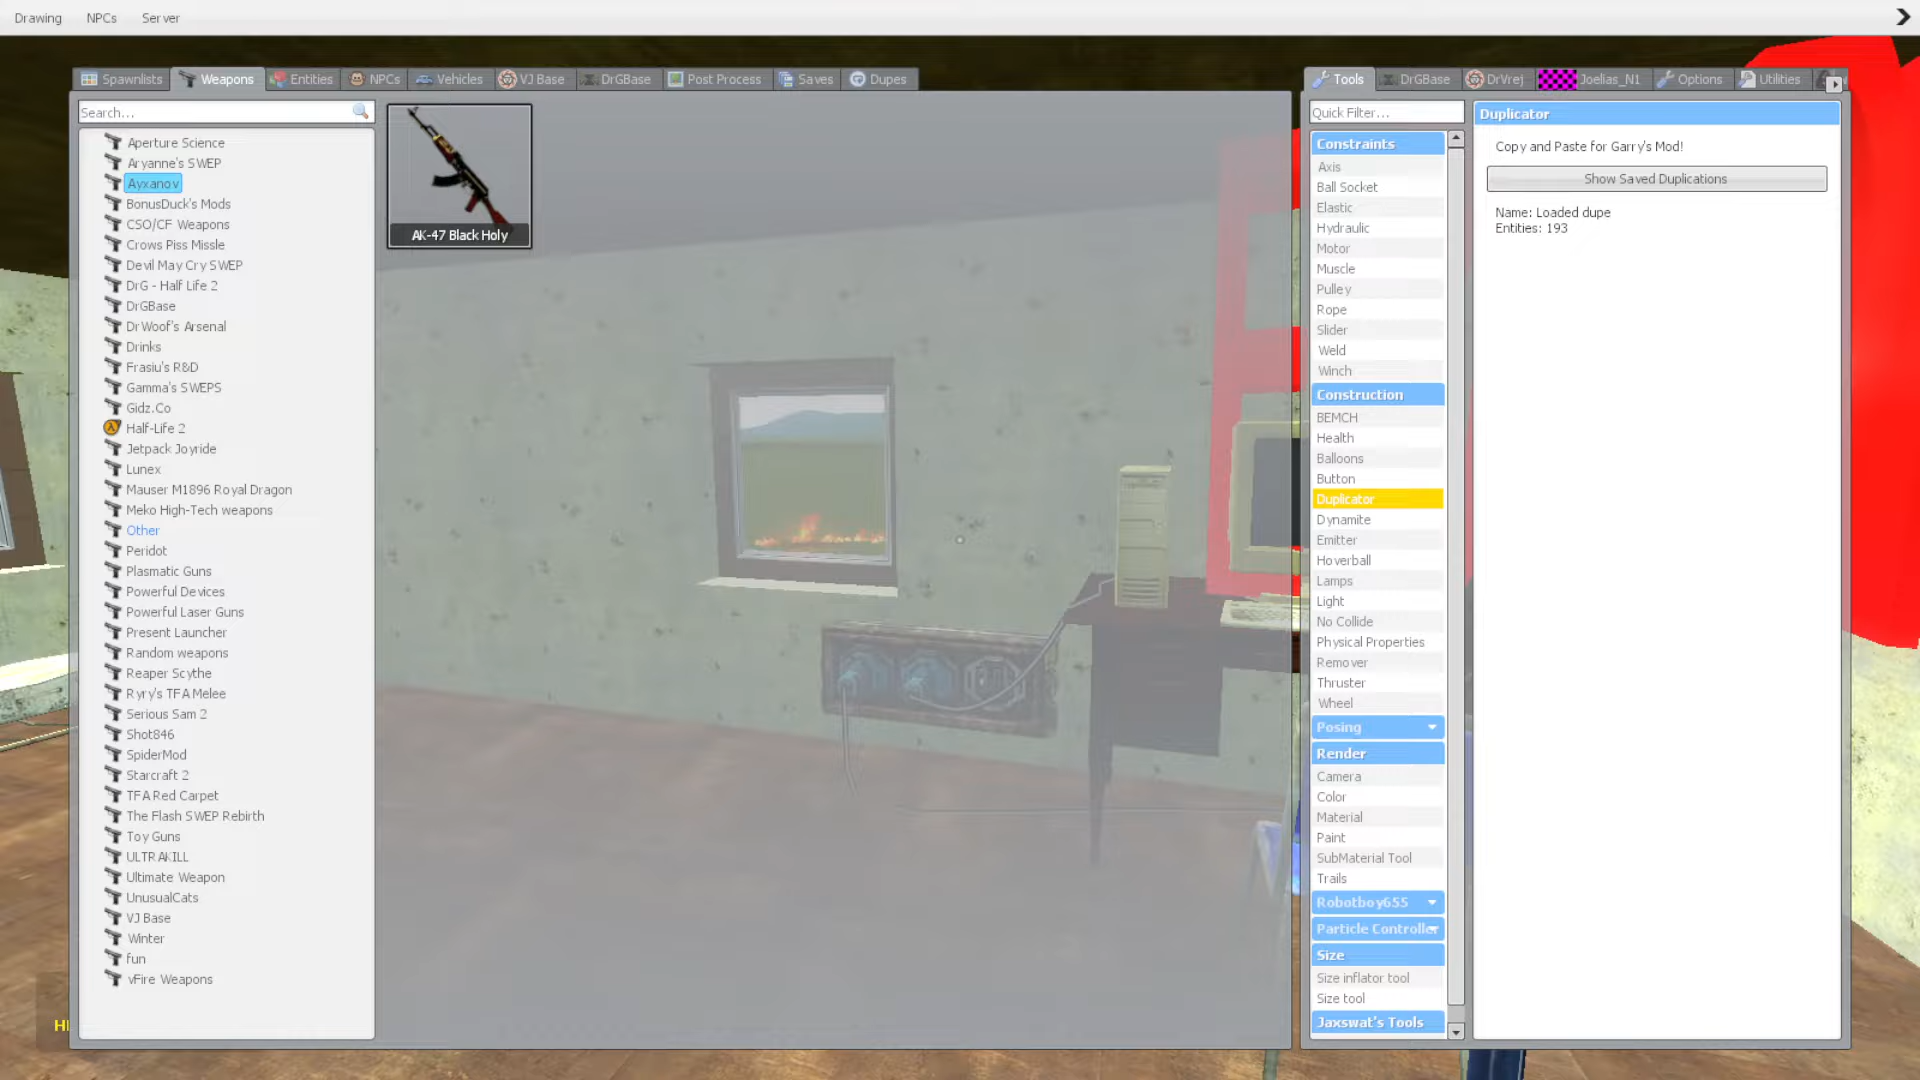 Drawing NPCs Server
Spawnlists Weapons Entities NPCs Vehicles VJ Base DrGBase Post Process Saves Dupes
Search...
Aperture Science
Aryanne's SWEP
Ayxanov
BonusDuck's Mods
CSO/CF Weapons
Crows Piss Missle
Devil May Cry SWEP
DrG - Half Life 2
DrGBase
DrWoof's Arsenal
Drinks
Frasiu's R&D
Gamma's SWEPS
Gidz.Co
Half-Life 2
Jetpack Joyride
Lunex
Mauser M1896 Royal Dragon
Meko High-Tech weapons
Other
Peridot
Plasmatic Guns
Powerful Devices
Powerful Laser Guns
Present Launcher
Random weapons
Reaper Scythe
Ryry's TFA Melee
Serious Sam 2
Shot846
SpiderMod
Starcraft 2
TFA Red Carpet
The Flash SWEP Rebirth
Toy Guns
ULTRAKILL
Ultimate Weapon
UnusualCats
VJ Base
Winter
fun
vFire Weapons
AK-47 Black Holy
Tools DrGBase DrVrej Joelias_N1 Options Utilities
Quick Filter...
Constraints
Axis
Ball Socket
Elastic
Hydraulic
Motor
Muscle
Pulley
Rope
Slider
Weld
Winch
Construction
BEMCH
Health
Balloons
Button
Duplicator
Dynamite
Emitter
Hoverball
Lamps
Light
No Collide
Physical Properties
Remover
Thruster
Wheel
Posing
Render
Camera
Color
Material
Paint
SubMaterial Tool
Trails
Robotboy655
Particle Controller
Size
Size inflator tool
Size tool
Jaxswat's Tools
Duplicator
Copy and Paste for Garry's Mod!
Show Saved Duplications
Name: Loaded dupe
Entities: 193